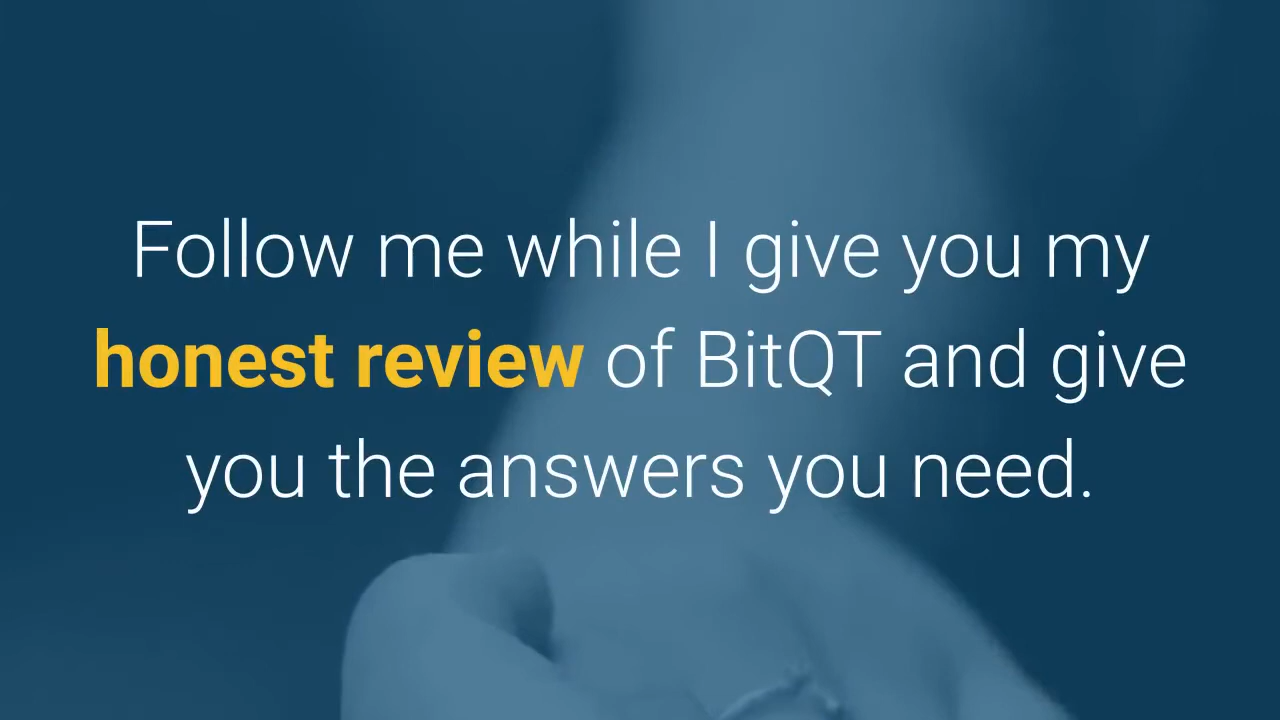 Follow me while I give you my
honest review of BitQT and give
you the answers you need.